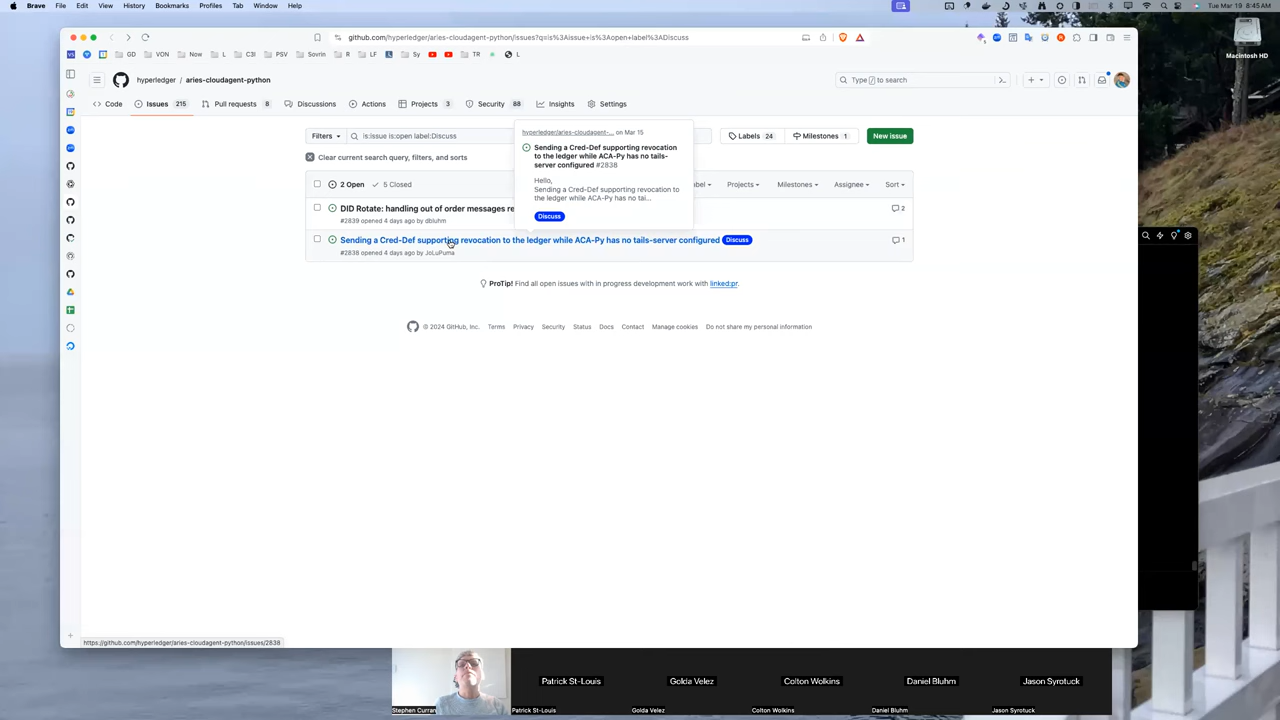 Brave File Edit View History Bookmarks Profiles Tab Window Help
Tue Mar 19 8:45 AM
github.com/hyperledger/aries-cloudagent-python/issues?q=is%3Aissue+is%3Aopen+label%3ADiscuss
GD VON Now L C3I PSV Sovrin R LF Sy TR L
Macintosh HD
hyperledger / aries-cloudagent-python
Type / to search
Code Issues 215 Pull requests 8 Discussions Actions Projects 3 Security 88 Insights Settings
Filters is:issue is:open label:Discuss
Labels 24 Milestones 1 New issue
hyperledger/aries-cloudagent-... on Mar 15
Sending a Cred-Def supporting revocation
to the ledger while ACA-Py has no tails-
server configured #2838
Hello,
Sending a Cred-Def supporting revocation to
the ledger while ACA-Py has no tai...
Discuss
Clear current search query, filters, and sorts
2 Open 5 Closed
Projects Milestones Assignee Sort
DID Rotate: handling out of order messages re
2
#2839 opened 4 days ago by dbluhm
Sending a Cred-Def supporting revocation to the ledger while ACA-Py has no tails-server configured Discuss
1
#2838 opened 4 days ago by JoLuPuma
ProTip! Find all open issues with in progress development work with linked:pr.
© 2024 GitHub, Inc. Terms Privacy Security Status Docs Contact Manage cookies Do not share my personal information
https://github.com/hyperledger/aries-cloudagent-python/issues/2838
Patrick St-Louis Golda Velez Colton Wolkins Daniel Bluhm Jason Syrotuck
Stephen Curran Patrick St-Louis Golda Velez Colton Wolkins Daniel Bluhm Jason Syrotuck